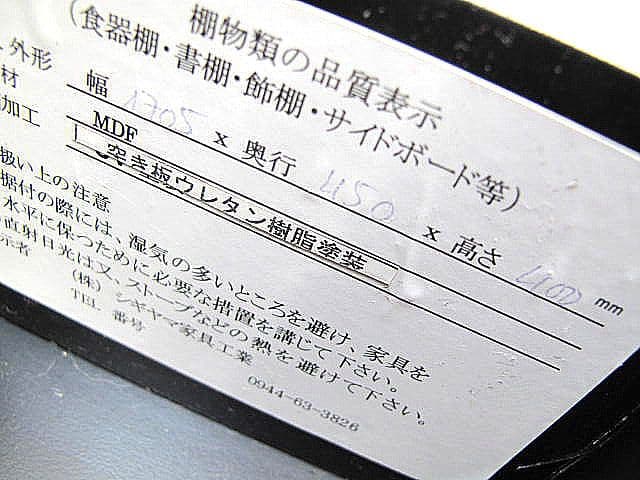 棚物類の品質表示
(食器棚・書棚・飾棚・サイドボード等)
外形 幅 1705 x 奥行 450 x 高さ 400 mm
材 MDF
加工 突き板ウレタン樹脂塗装
扱い上の注意
据付の際には、湿気の多いところを避け、家具を
水平に保つために必要な措置を講じて下さい。
直射日光は又、ストーブなどの熱を避けて下さい。
示者 (株) シギヤマ家具工業
TEL. 番号 0944-63-3826